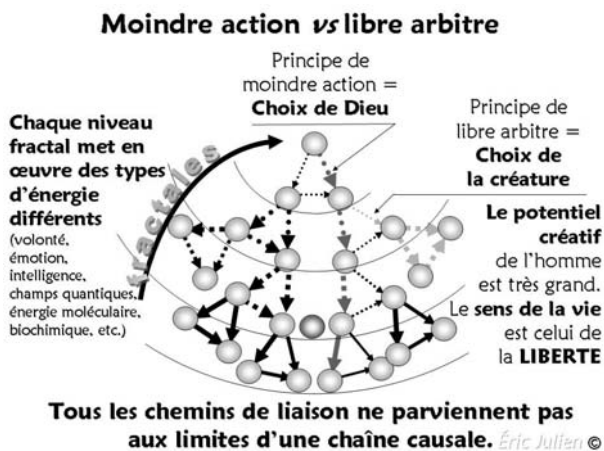 Moindre action vs libre arbitre
Principe de
moindre action =
Choix de Dieu
Principe de
libre arbitre =
Choix de
la créature
Chaque niveau
fractal met en
œuvre des types
d'énergie
différents
(volonté,
émotion,
intelligence,
champs quantiques,
énergie moléculaire,
biochimique, etc.)
fractales
Le potentiel
créatif
de l'homme
est très grand.
Le sens de la vie
est celui de
la LIBERTE
Tous les chemins de liaison ne parviennent pas
aux limites d'une chaîne causale. Éric Julien ©